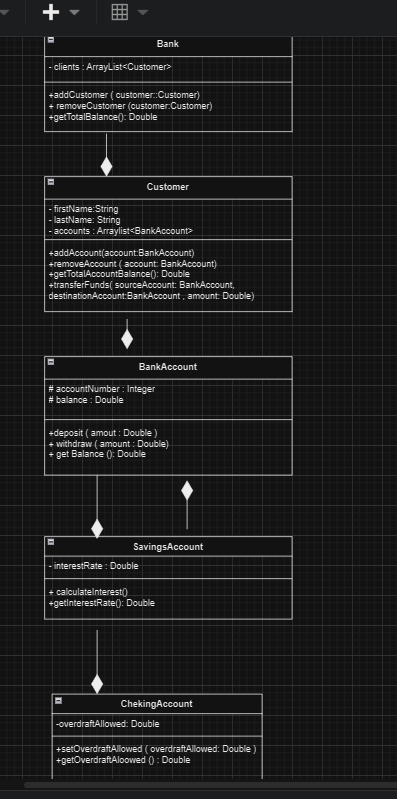 Bank
- clients : ArrayList<Customer>
+addCustomer ( customer::Customer)
+ removeCustomer (customer:Customer)
+getTotalBalance(): Double
Customer
- firstName:String
- lastName: String
- accounts : Arraylist<BankAccount>
+addAccount(account:BankAccount)
+removeAccount ( account: BankAccount)
+getTotalAccountBalance(): Double
+transferFunds( sourceAccount: BankAccount,
destinationAccount:BankAccount , amount: Double)
BankAccount
# accountNumber : Integer
# balance : Double
+deposit ( amout : Double )
+ withdraw ( amount : Double)
+ get Balance (): Double
SavingsAccount
- interestRate : Double
+ calculateInterest()
+getInterestRate(): Double
ChekingAccount
-overdraftAllowed: Double
+setOverdraftAllowed ( overdraftAllowed: Double )
+getOverdraftAloowed () : Double